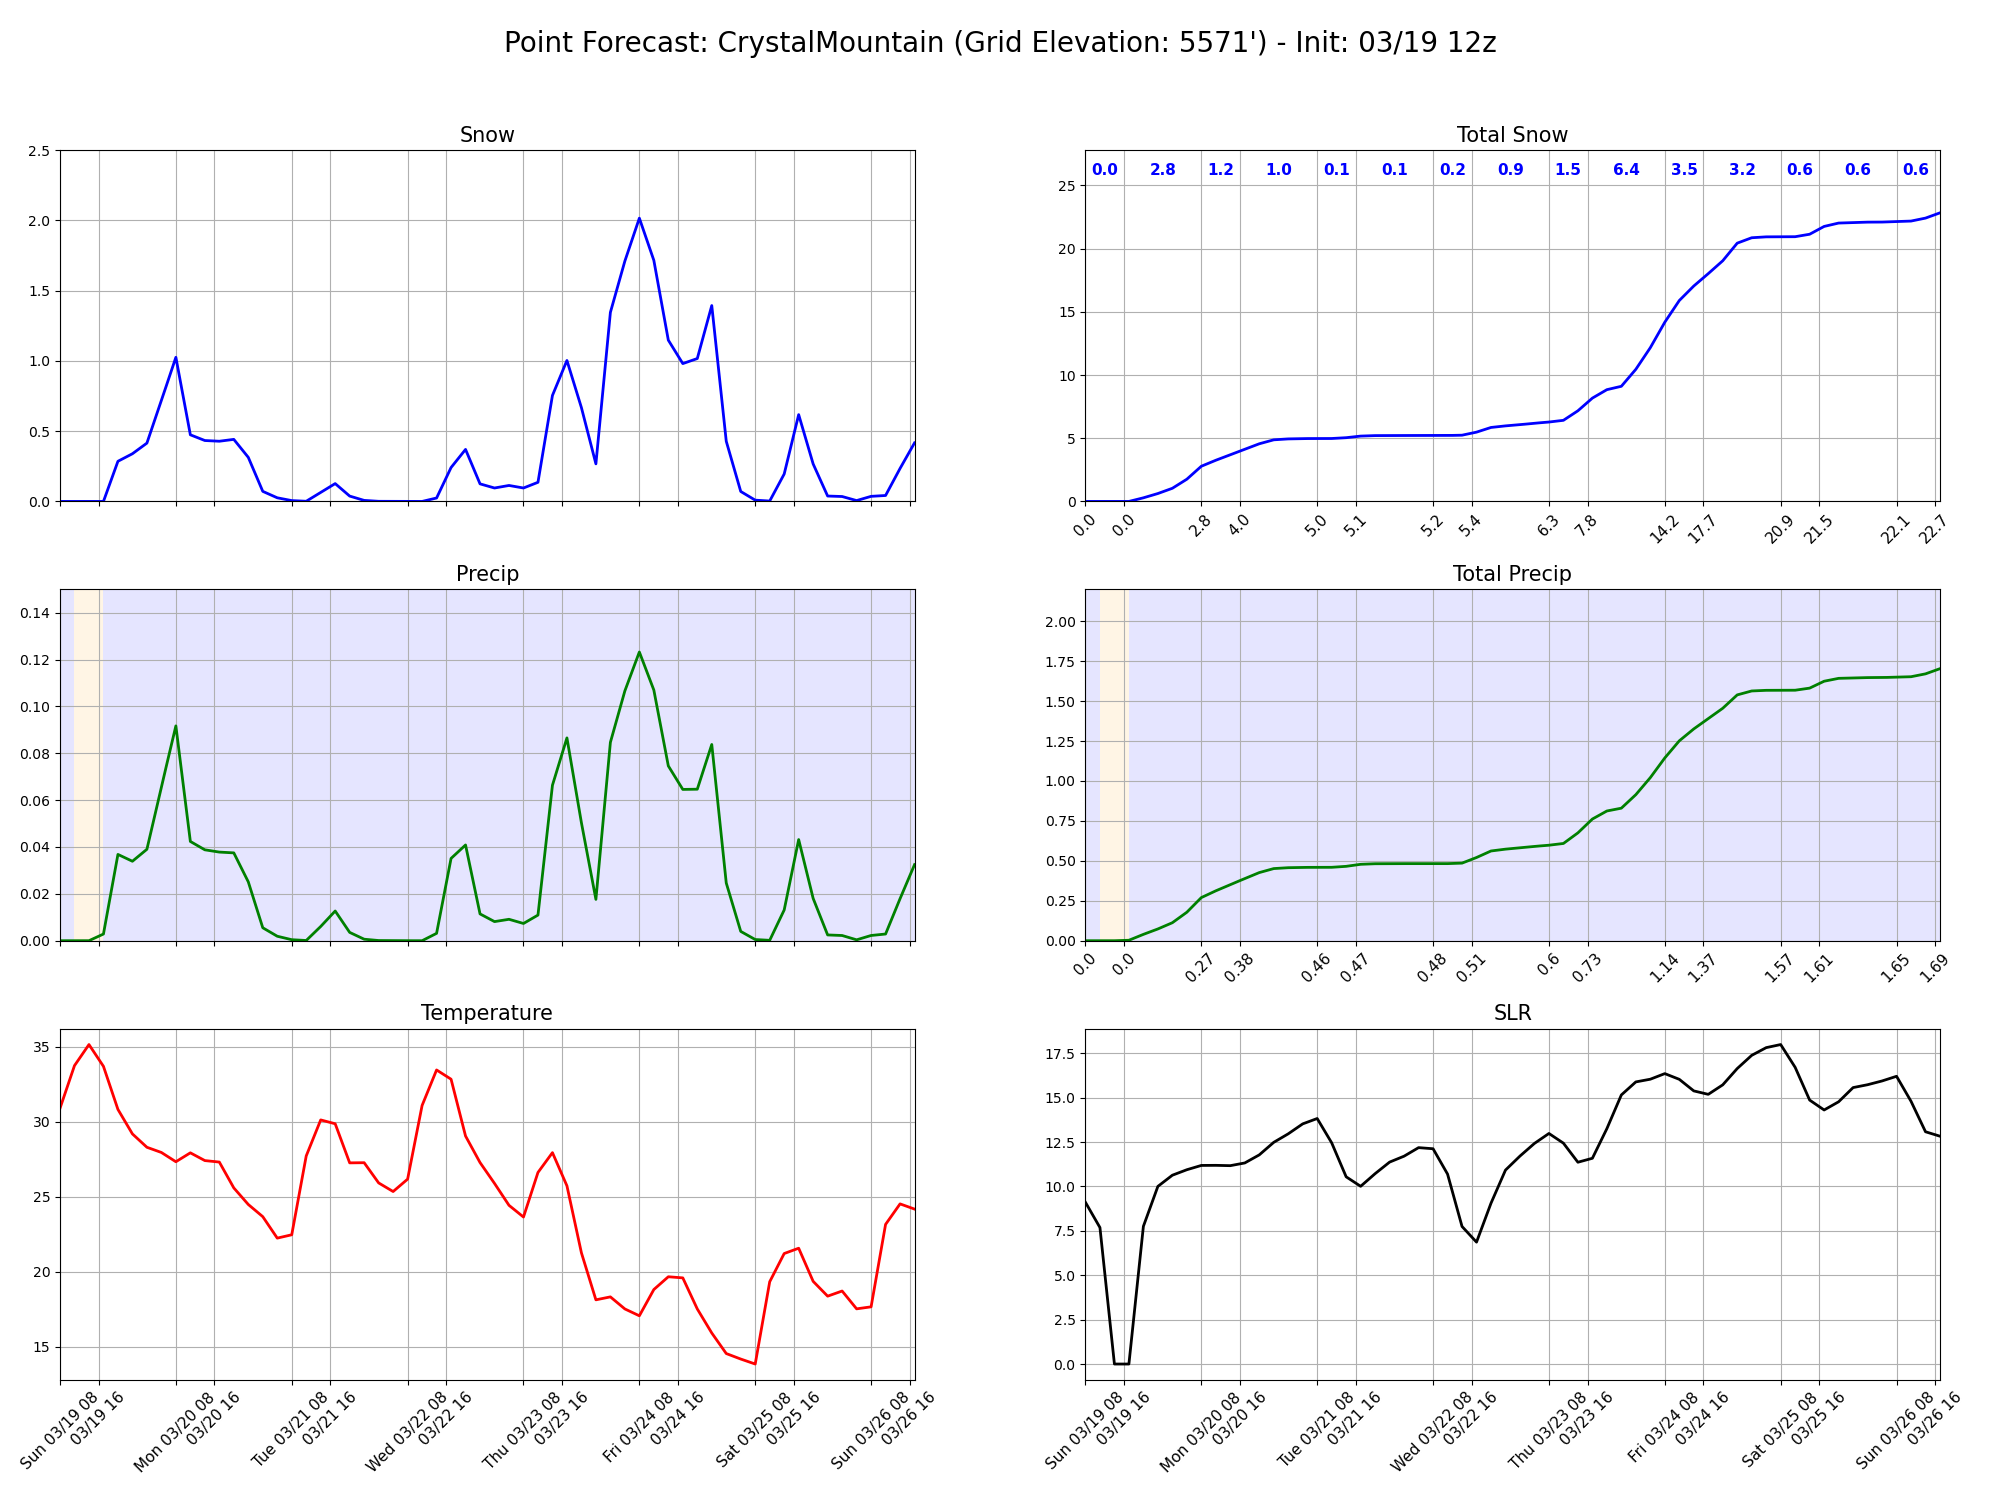 Point Forecast: CrystalMountain (Grid Elevation: 5571') - Init: 03/19 12z
Snow
2.5
2.0
1.5
1.0
0.5
0.0
Total Snow
0.0 2.8 1.2 1.0 0.1 0.1 0.2 0.9 1.5 6.4 3.5 3.2 0.6 0.6 0.6
25
20
15
10
5
0
0.0 0.0 2.8 4.0 5.0 5.1 5.2 5.4 6.3 7.8 14.2 17.7 20.9 21.5 22.1 22.7
Precip
0.14
0.12
0.10
0.08
0.06
0.04
0.02
0.00
Total Precip
2.00
1.75
1.50
1.25
1.00
0.75
0.50
0.25
0.00
0.0 0.0 0.27 0.38 0.46 0.47 0.48 0.51 0.6 0.73 1.14 1.37 1.57 1.61 1.65 1.69
Temperature
35
30
25
20
15
Sun 03/19 08
03/19 16
Mon 03/20 08
03/20 16
Tue 03/21 08
03/21 16
Wed 03/22 08
03/22 16
Thu 03/23 08
03/23 16
Fri 03/24 08
03/24 16
Sat 03/25 08
03/25 16
Sun 03/26 08
03/26 16
SLR
17.5
15.0
12.5
10.0
7.5
5.0
2.5
0.0
Sun 03/19 08
03/19 16
Mon 03/20 08
03/20 16
Tue 03/21 08
03/21 16
Wed 03/22 08
03/22 16
Thu 03/23 08
03/23 16
Fri 03/24 08
03/24 16
Sat 03/25 08
03/25 16
Sun 03/26 08
03/26 16